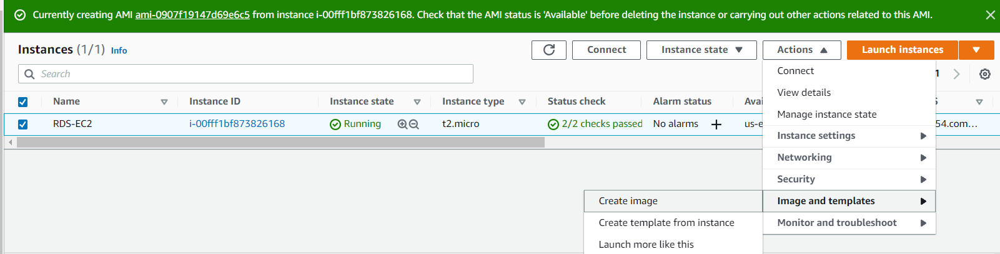 Currently creating AMI ami-0907f19147d69e6c5 from instance i-00fff1bf873826168. Check that the AMI status is 'Available' before deleting the instance or carrying out other actions related to this AMI.
Instances (1/1) Info
Connect
Instance state
Actions
Launch instances
Search
1
Name
Instance ID
Instance state
Instance type
Status check
Alarm status
Avai
RDS-EC2
i-00fff1bf873826168
Running
t2.micro
2/2 checks passed
No alarms
us-e
54.com...
Connect
View details
Manage instance state
Instance settings
Networking
Security
Image and templates
Monitor and troubleshoot
Create image
Create template from instance
Launch more like this